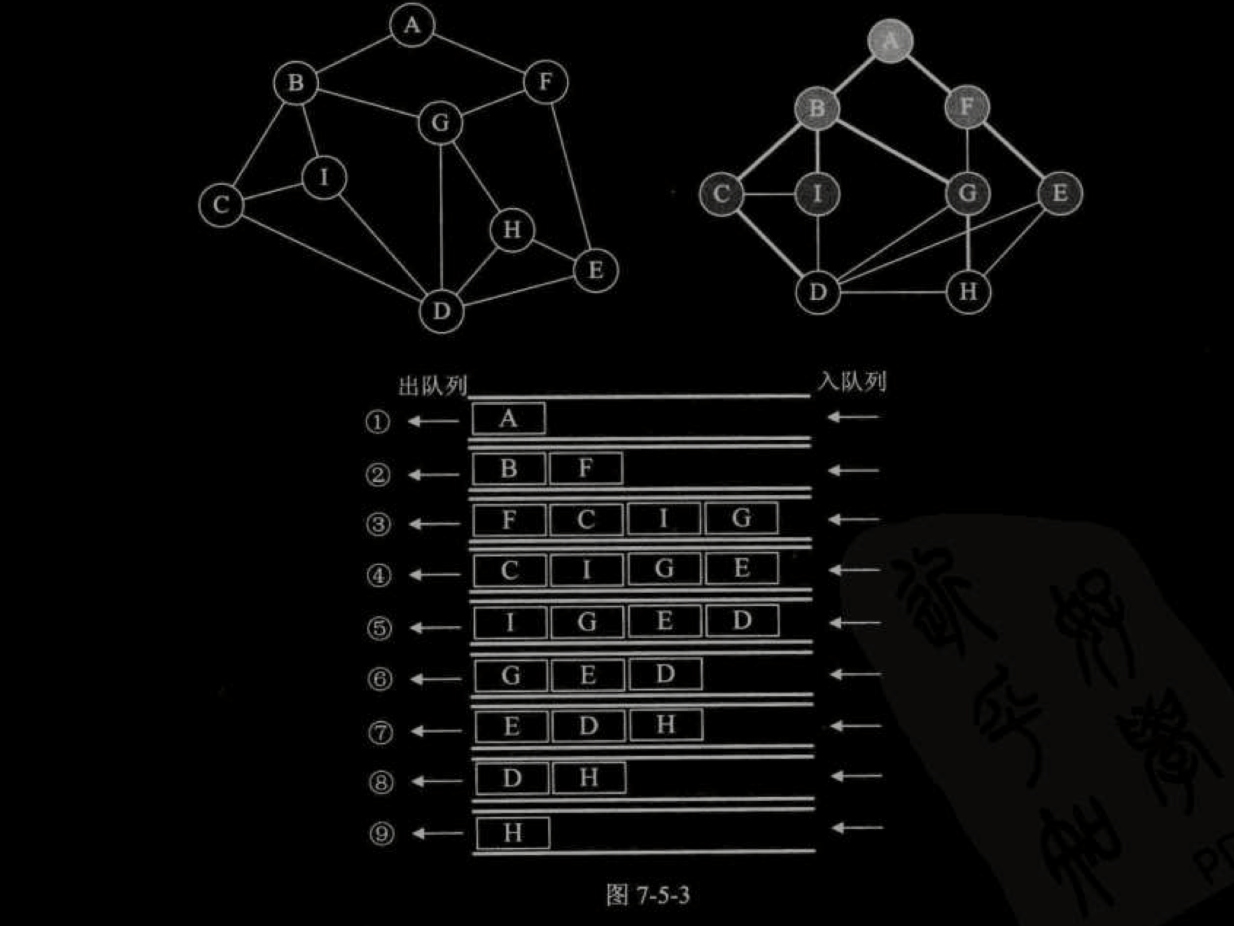 A
B
F
G
I
C
H
E
D
A
B
F
C
I
G
E
D
H
出队列
入队列
① A
② B F
③ F C I G
④ C I G E
⑤ I G E D
⑥ G E D
⑦ E D H
⑧ D H
⑨ H
图 7-5-3